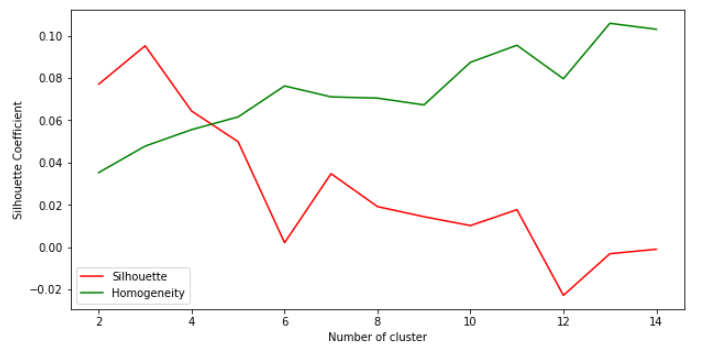 0.10
0.08
0.06
0.04
0.02
0.00
−0.02
Silhouette Coefficient
Silhouette
Homogeneity
2 4 6 8 10 12 14
Number of cluster